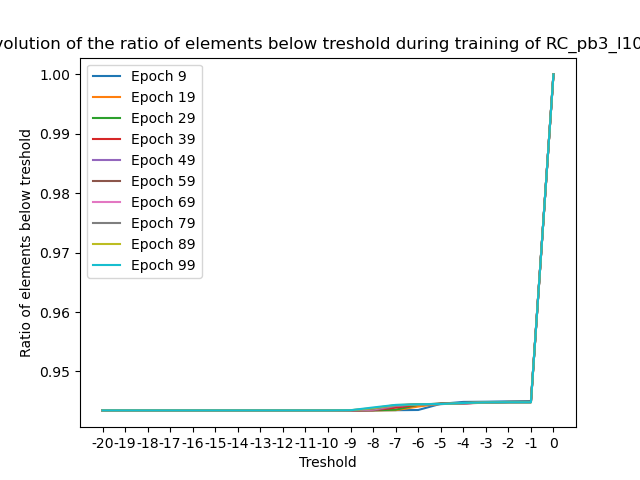 volution of the ratio of elements below treshold during training of RC_pb3_l10
1.00
0.99
0.98
0.97
0.96
0.95
Ratio of elements below treshold
Epoch 9
Epoch 19
Epoch 29
Epoch 39
Epoch 49
Epoch 59
Epoch 69
Epoch 79
Epoch 89
Epoch 99
-20 -19 -18 -17 -16 -15 -14 -13 -12 -11 -10 -9 -8 -7 -6 -5 -4 -3 -2 -1 0
Treshold